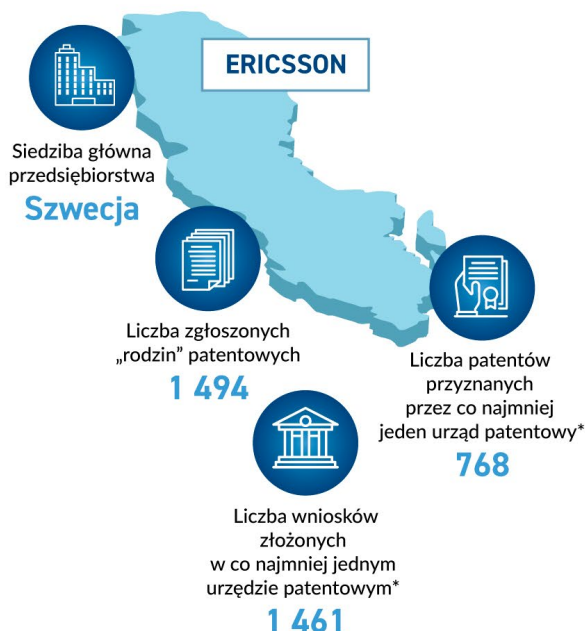 ERICSSON
Siedziba główna
przedsiębiorstwa
Szwecja
Liczba zgłoszonych
„rodzin” patentowych
1 494
Liczba patentów
przyznanych
przez co najmniej
jeden urząd patentowy*
768
Liczba wniosków
złożonych
w co najmniej jednym
urzędzie patentowym*
1 461